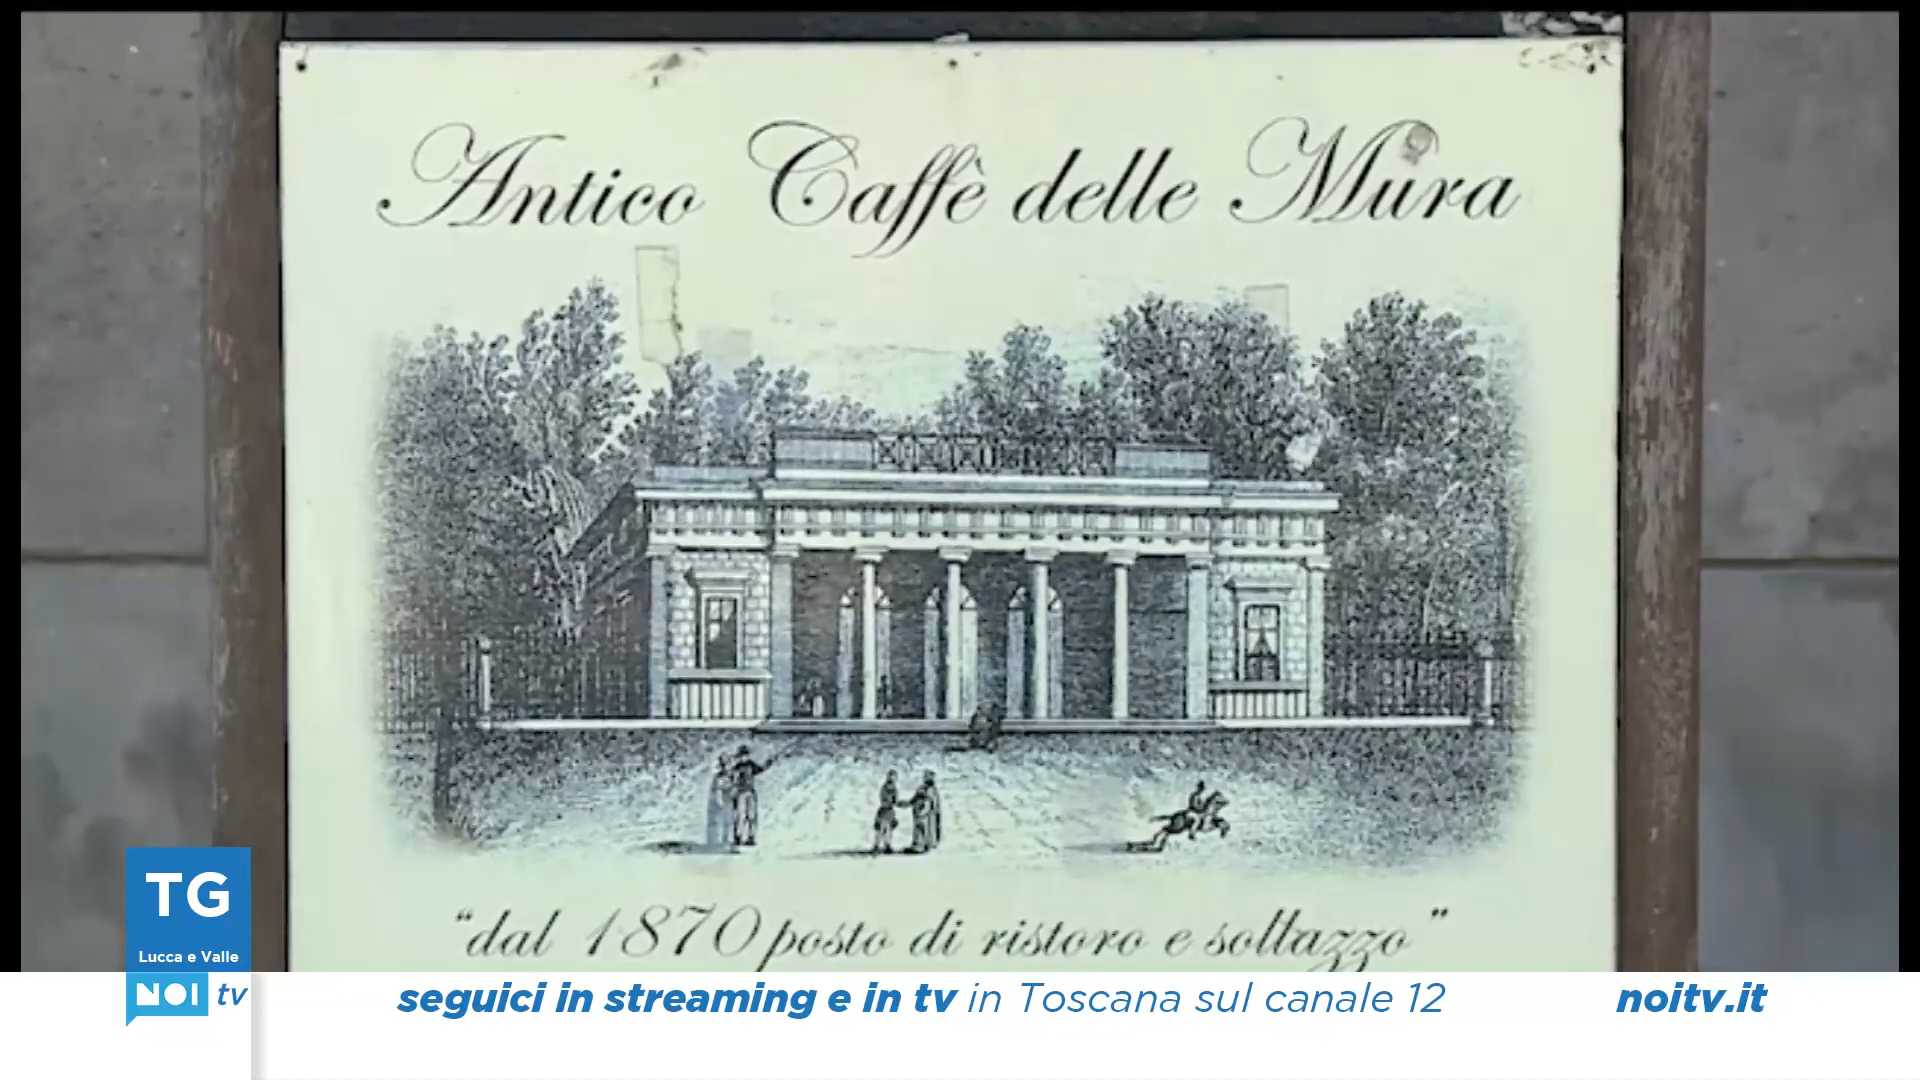 Antico Caffè delle Mura
“dal 1870 posto di ristoro e sollazzo”
TG
Lucca e Valle
NOI tv
seguici in streaming e in tv in Toscana sul canale 12
noitv.it